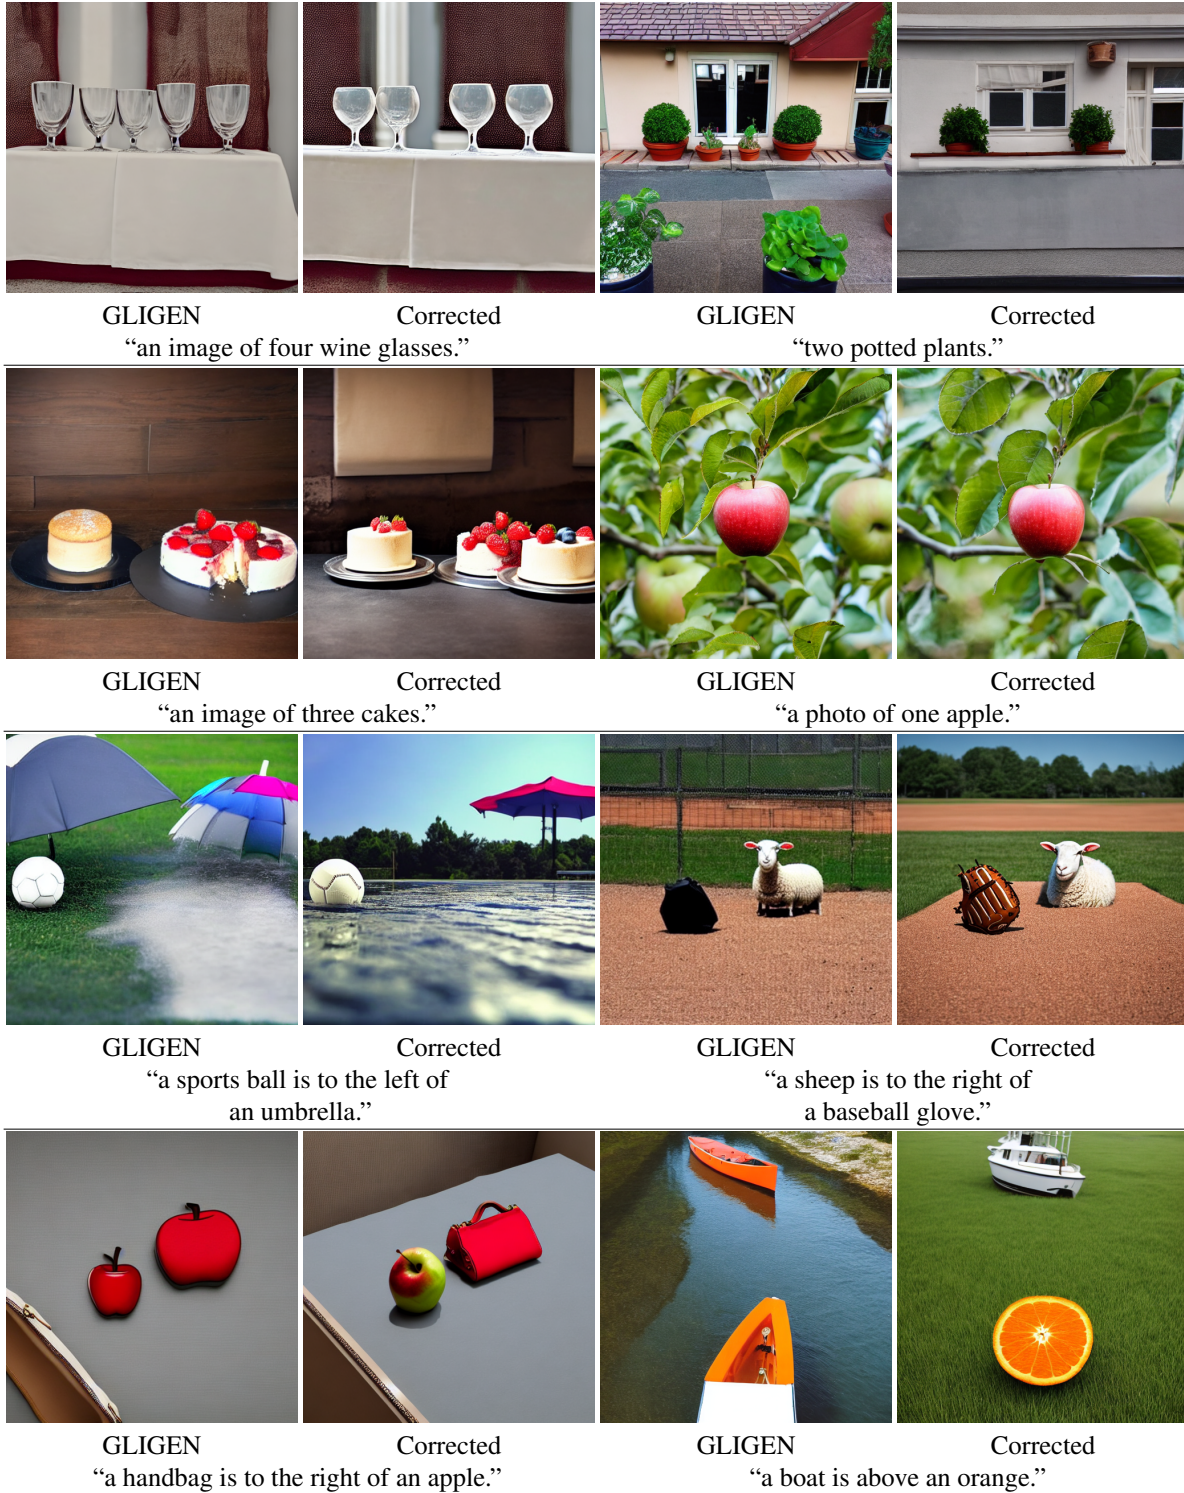 GLIGEN Corrected GLIGEN Corrected
“an image of four wine glasses.” “two potted plants.”
GLIGEN Corrected GLIGEN Corrected
“an image of three cakes.” “a photo of one apple.”
GLIGEN Corrected GLIGEN Corrected
“a sports ball is to the left of “a sheep is to the right of
an umbrella.” a baseball glove.”
GLIGEN Corrected GLIGEN Corrected
“a handbag is to the right of an apple.” “a boat is above an orange.”